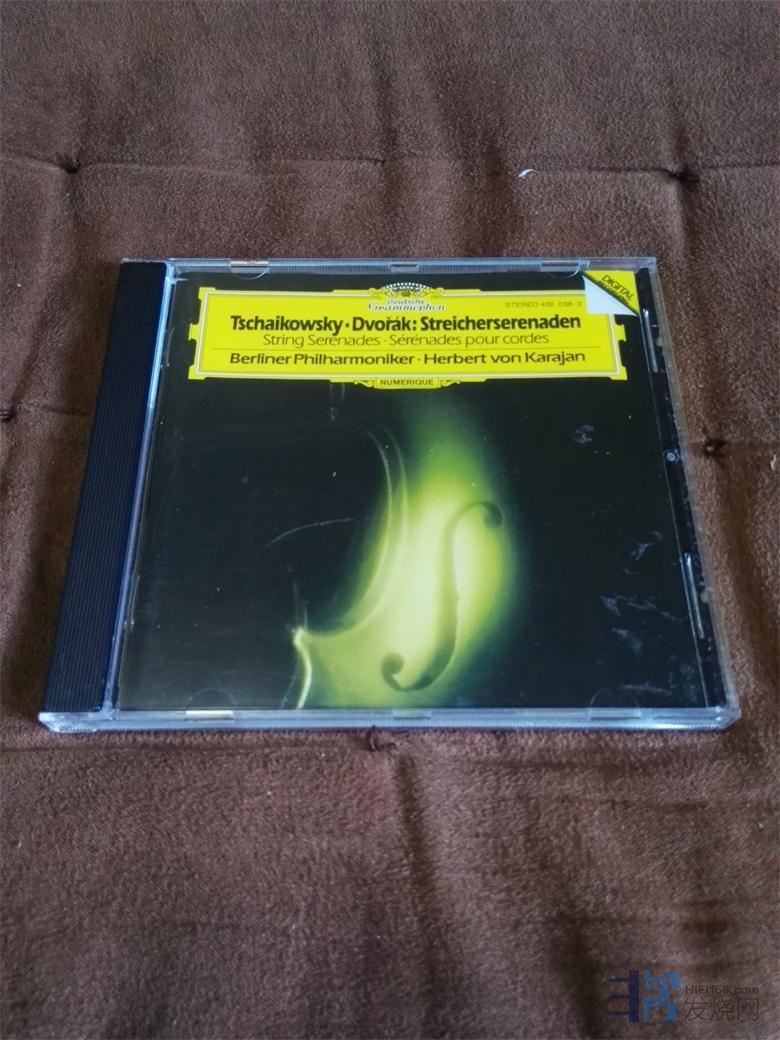 Deutsche
Grammophon
STEREO 400 038-2
DIGITAL
Tschaikowsky · Dvořák: Streicherserenaden
String Serenades · Sérénades pour cordes
Berliner Philharmoniker · Herbert von Karajan
NUMERIQUE
HIFI168.com
发烧网